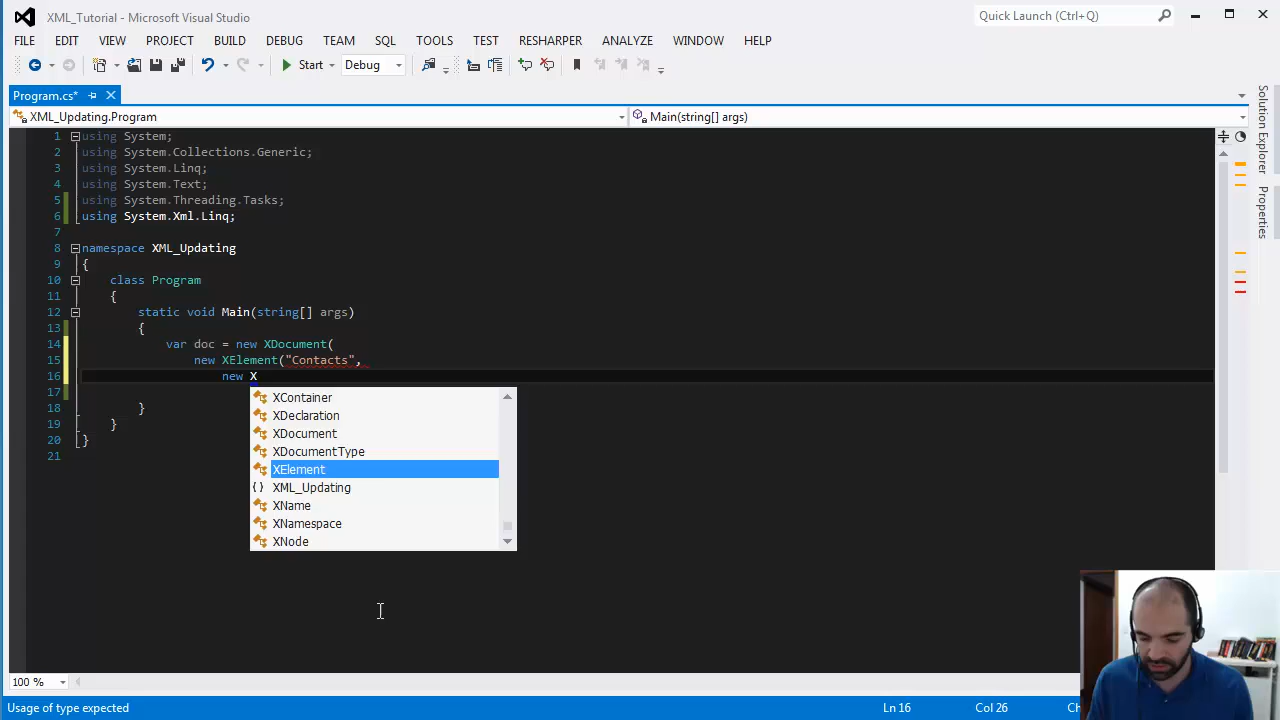 XML_Tutorial - Microsoft Visual Studio
Quick Launch (Ctrl+Q)
FILE EDIT VIEW PROJECT BUILD DEBUG TEAM SQL TOOLS TEST RESHARPER ANALYZE WINDOW HELP
Start Debug
Program.cs*
XML_Updating.Program Main(string[] args)
1 using System;
2 using System.Collections.Generic;
3 using System.Linq;
4 using System.Text;
5 using System.Threading.Tasks;
6 using System.Xml.Linq;
7
8 namespace XML_Updating
9 {
10 class Program
11 {
12 static void Main(string[] args)
13 {
14 var doc = new XDocument(
15 new XElement("Contacts",
16 new X
17
18 }
19 }
20 }
21
XContainer
XDeclaration
XDocument
XDocumentType
XElement
XML_Updating
XName
XNamespace
XNode
Solution Explorer
Properties
100 %
Usage of type expected Ln 16 Col 26 Ch